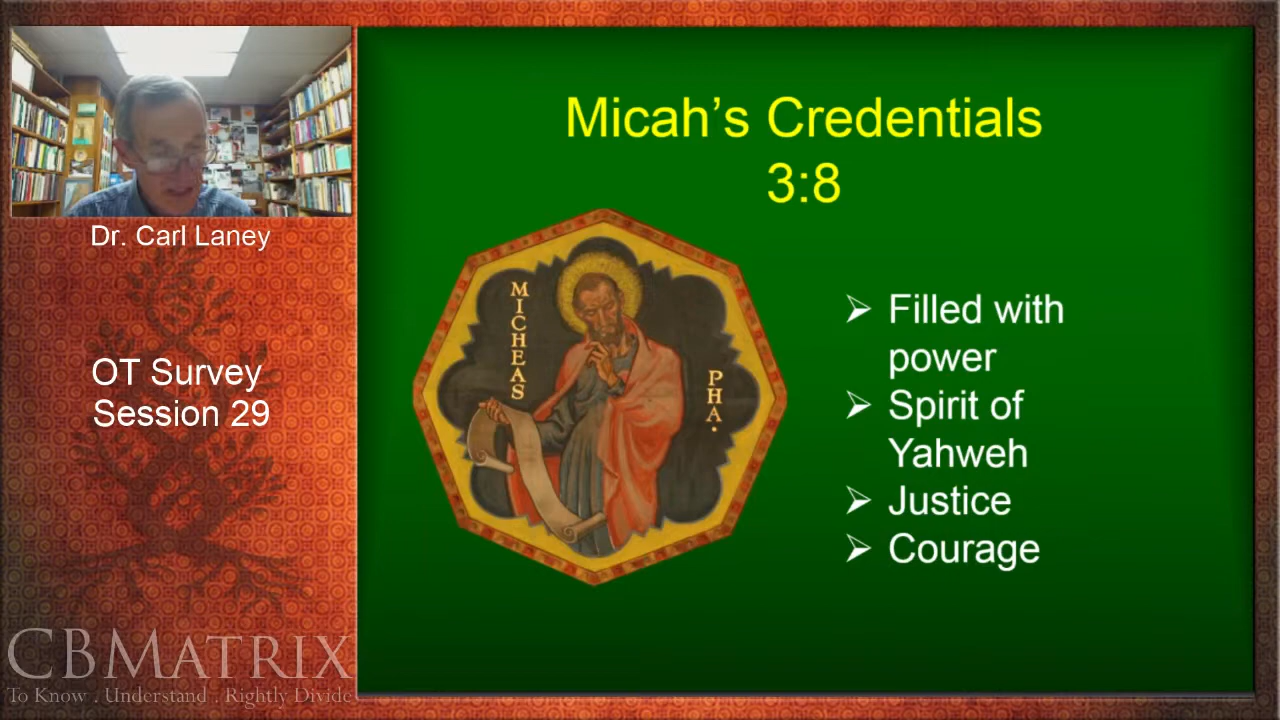 Micah's Credentials
3:8
Dr. Carl Laney
OT Survey
Session 29
MICHEAS
PHA.
➢ Filled with
power
➢ Spirit of
Yahweh
➢ Justice
➢ Courage
CBMATRIX
To Know . Understand . Rightly Divide